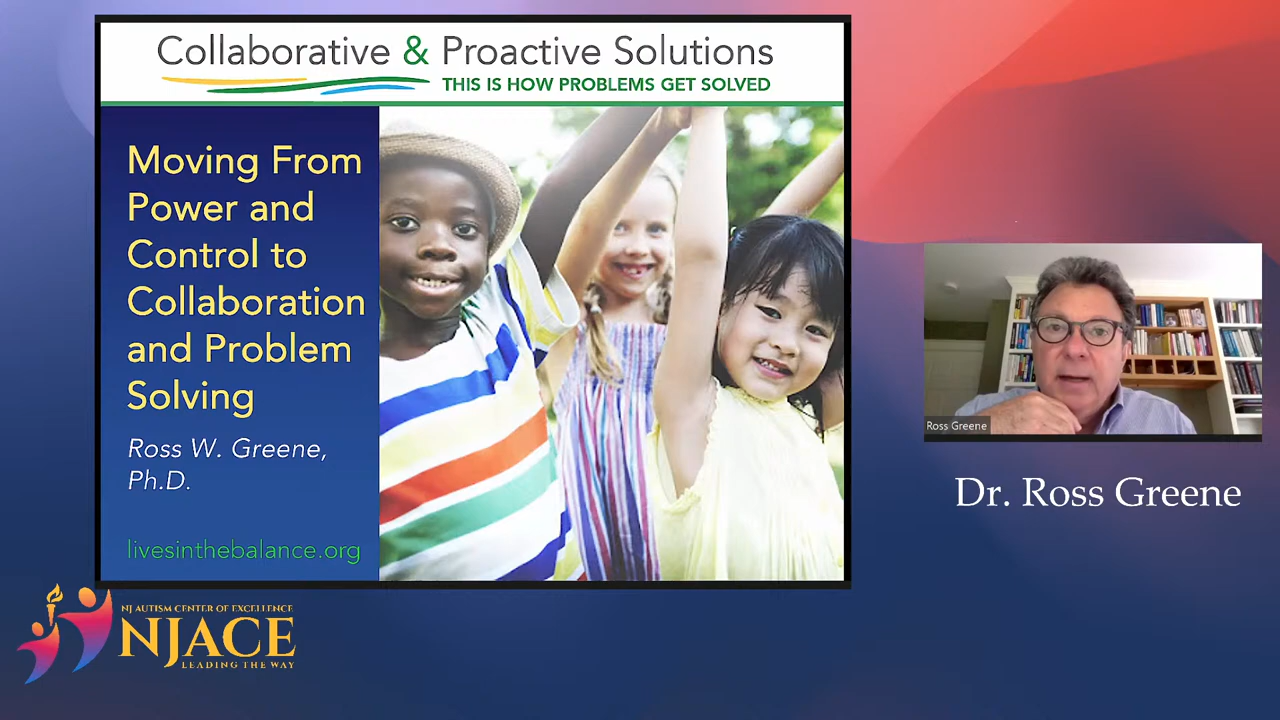 Collaborative & Proactive Solutions
THIS IS HOW PROBLEMS GET SOLVED
Moving From
Power and
Control to
Collaboration
and Problem
Solving
Ross W. Greene,
Ph.D.
livesinthebalance.org
Ross Greene
Dr. Ross Greene
NJ AUTISM CENTER OF EXCELLENCE
NJACE
LEADING THE WAY